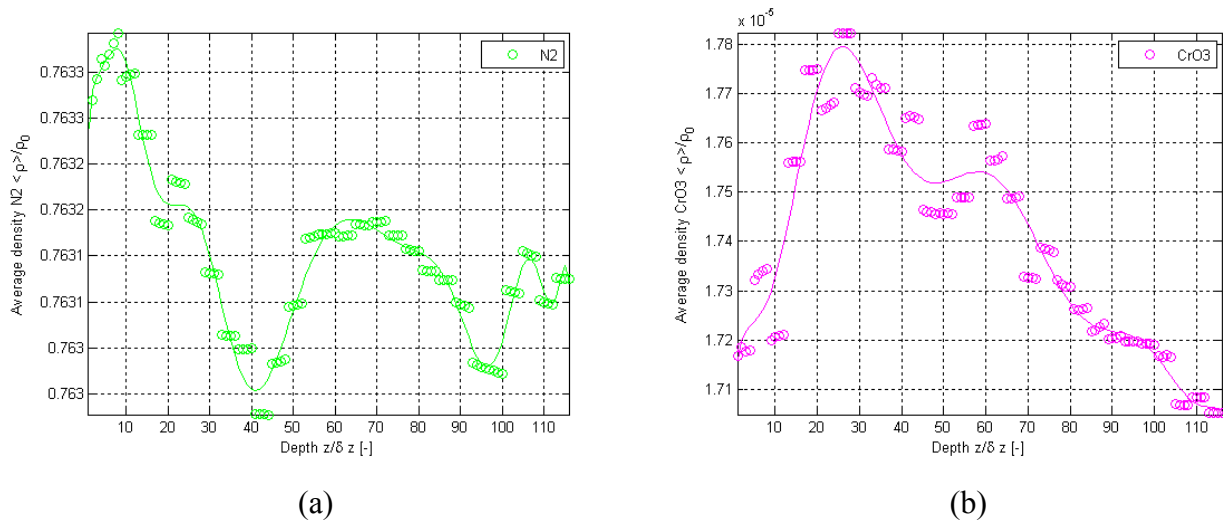 x 10^-5
N2
CrO3
0.7633
0.7633
0.7632
0.7632
0.7631
0.7631
0.763
0.763
Average density N2 < ρ>/ρ0
10 20 30 40 50 60 70 80 90 100 110
Depth z/δ z [-]
1.78
1.77
1.76
1.75
1.74
1.73
1.72
1.71
Average density CrO3 < ρ>/ρ0
10 20 30 40 50 60 70 80 90 100 110
Depth z/δ z [-]
(a)
(b)